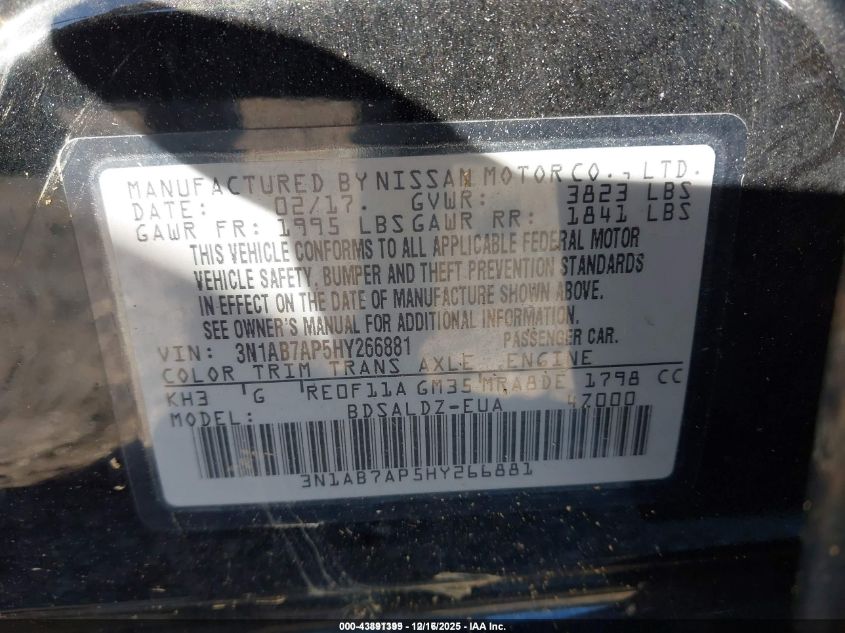 MANUFACTURED BY NISSAN MOTOR CO., LTD.
DATE: 02/17. GVWR: 3823 LBS
GAWR FR: 1995 LBS GAWR RR: 1841 LBS
THIS VEHICLE CONFORMS TO ALL APPLICABLE FEDERAL MOTOR
VEHICLE SAFETY, BUMPER AND THEFT PREVENTION STANDARDS
IN EFFECT ON THE DATE OF MANUFACTURE SHOWN ABOVE.
SEE OWNER'S MANUAL FOR ADDITIONAL INFORMATION.
VIN: 3N1AB7AP5HY266881 PASSENGER CAR.
COLOR TRIM TRANS AXLE ENGINE
KH3 G RE0F11A GM35 MRA8DE 1798 CC
MODEL: BDSALDZ-EUA 4Z000
3N1AB7AP5HY266881
000-43891399 - 12/16/2025 - IAA Inc.